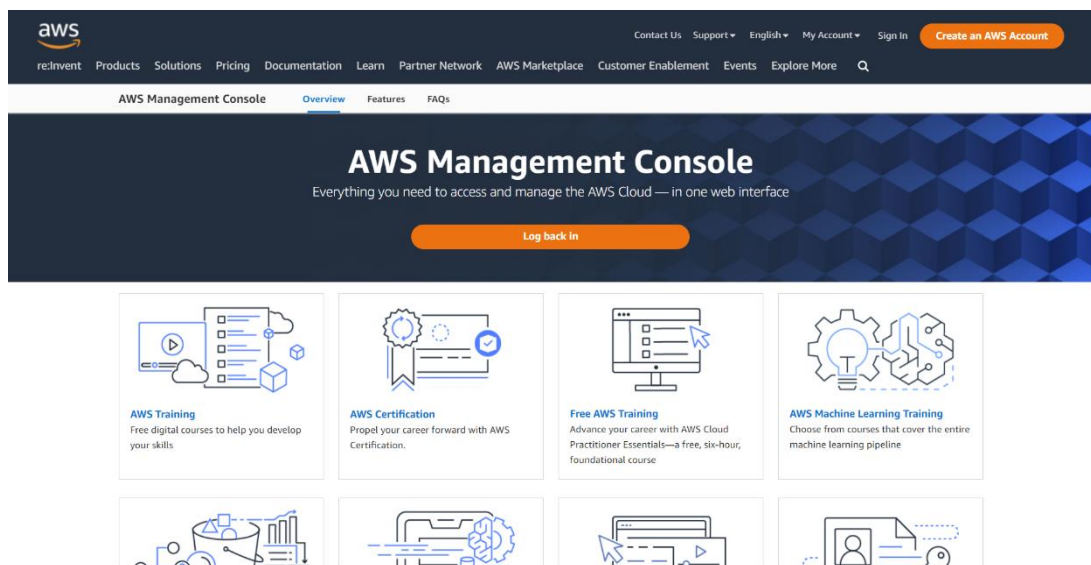 aws
Contact Us Support English My Account Sign In Create an AWS Account
re:Invent Products Solutions Pricing Documentation Learn Partner Network AWS Marketplace Customer Enablement Events Explore More
AWS Management Console Overview Features FAQs
AWS Management Console
Everything you need to access and manage the AWS Cloud — in one web interface
Log back in
AWS Training
Free digital courses to help you develop
your skills
AWS Certification
Propel your career forward with AWS
Certification.
Free AWS Training
Advance your career with AWS Cloud
Practitioner Essentials—a free, six-hour,
foundational course
AWS Machine Learning Training
Choose from courses that cover the entire
machine learning pipeline